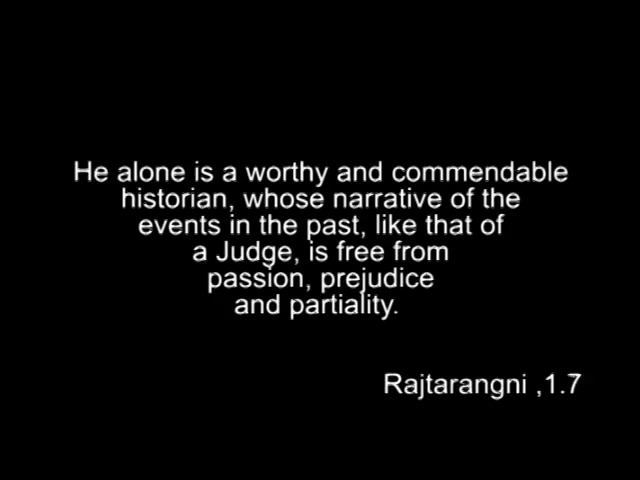 He alone is a worthy and commendable
historian, whose narrative of the
events in the past, like that of
a Judge, is free from
passion, prejudice
and partiality.
Rajtarangni ,1.7